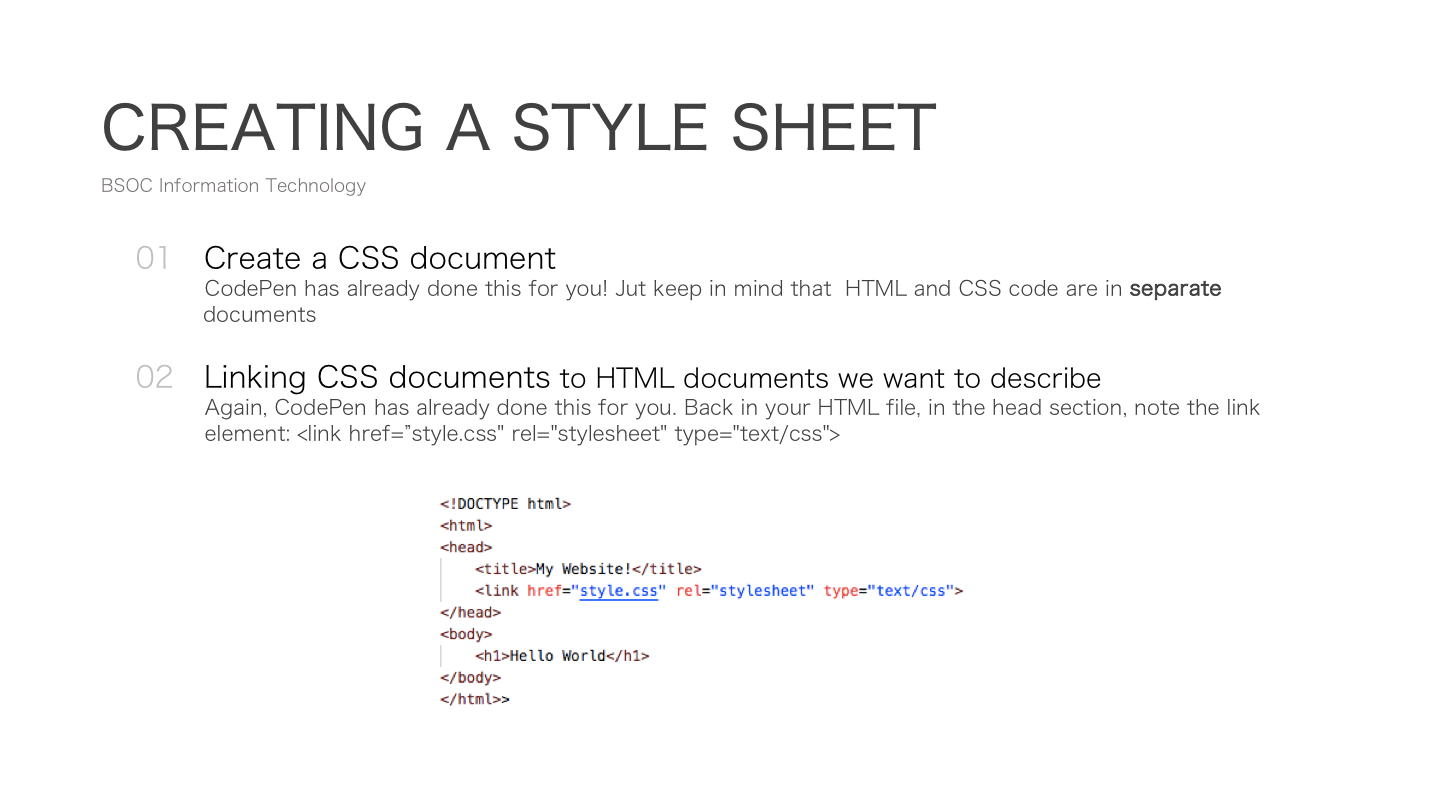 CREATING A STYLE SHEET
BSOC Information Technology
01 Create a CSS document
CodePen has already done this for you! Jut keep in mind that  HTML and CSS code are in separate
documents
02 Linking CSS documents to HTML documents we want to describe
Again, CodePen has already done this for you. Back in your HTML file, in the head section, note the link
element: <link href=”style.css" rel="stylesheet" type="text/css">
<!DOCTYPE html>
<html>
<head>
    <title>My Website!</title>
    <link href="style.css" rel="stylesheet" type="text/css">
</head>
<body>
    <h1>Hello World</h1>
</body>
</html>>